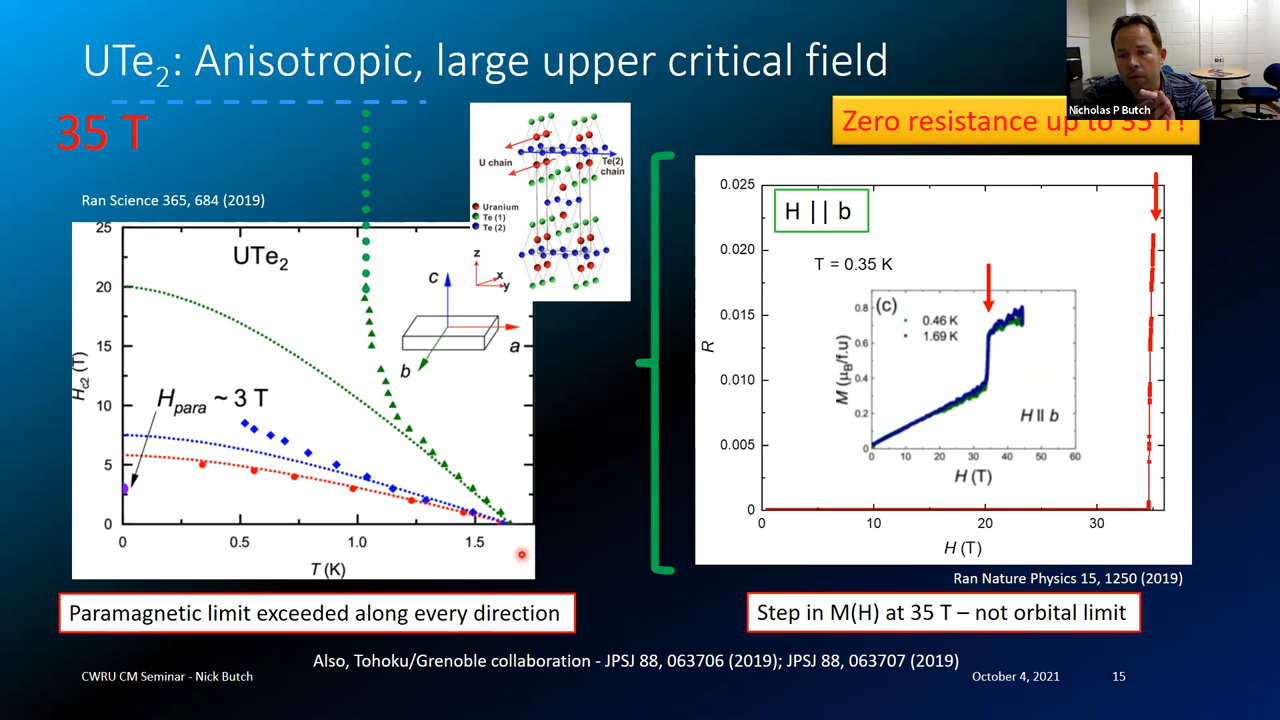 UTe2: Anisotropic, large upper critical field
Nicholas P Butch
35 T
Zero resistance up to 35 T!
Ran Science 365, 684 (2019)
U chain
Te(2)
chain
Uranium
Te (1)
Te (2)
z
x
y
25
20
15
10
5
0
Hc2 (T)
UTe2
Hpara ~ 3 T
c
a
b
0
0.5
1.0
1.5
T (K)
0.025
0.020
0.015
0.010
0.005
0
R
H || b
T = 0.35 K
(c)
0.46 K
1.69 K
0.8
0.6
0.4
0.2
0
M (μB/f.u)
H ll b
0
10
20
30
40
50
60
H (T)
0
10
20
30
H (T)
Ran Nature Physics 15, 1250 (2019)
Paramagnetic limit exceeded along every direction
Step in M(H) at 35 T – not orbital limit
Also, Tohoku/Grenoble collaboration - JPSJ 88, 063706 (2019); JPSJ 88, 063707 (2019)
CWRU CM Seminar - Nick Butch
October 4, 2021
15